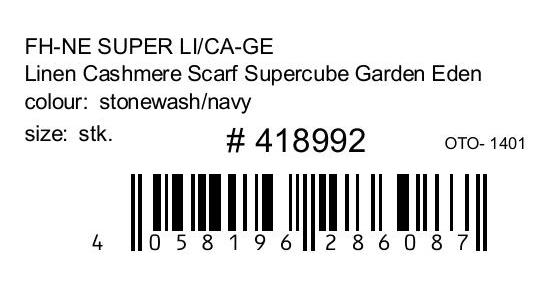 FH-NE SUPER LI/CA-GE
Linen Cashmere Scarf Supercube Garden Eden
colour: stonewash/navy
size: stk.
# 418992
OTO- 1401
4 058196 286087